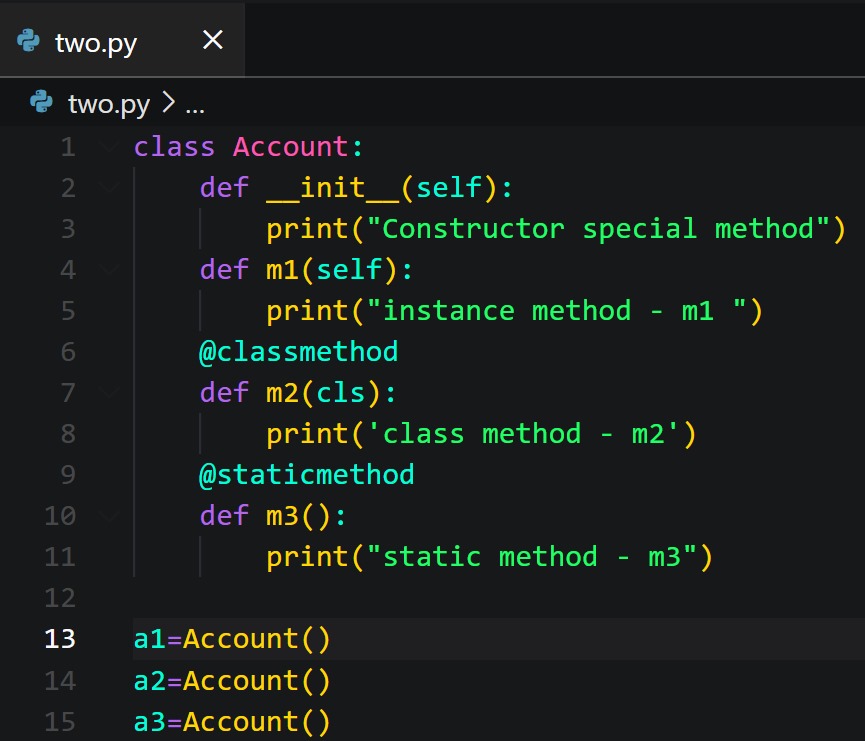 two.py ×
two.py > ...
1 class Account:
2     def __init__(self):
3         print("Constructor special method")
4     def m1(self):
5         print("instance method - m1 ")
6     @classmethod
7     def m2(cls):
8         print('class method - m2')
9     @staticmethod
10     def m3():
11         print("static method - m3")
12
13 a1=Account()
14 a2=Account()
15 a3=Account()